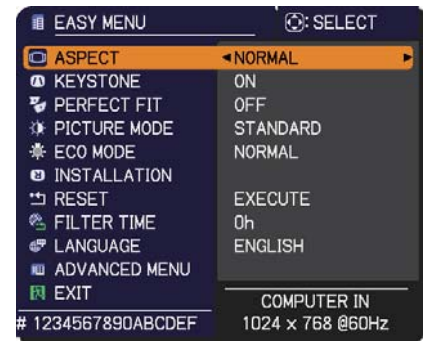 EASY MENU : SELECT
ASPECT NORMAL
KEYSTONE ON
PERFECT FIT OFF
PICTURE MODE STANDARD
ECO MODE NORMAL
INSTALLATION
RESET EXECUTE
FILTER TIME 0h
LANGUAGE ENGLISH
ADVANCED MENU
EXIT
COMPUTER IN
# 1234567890ABCDEF 1024 x 768 @60Hz